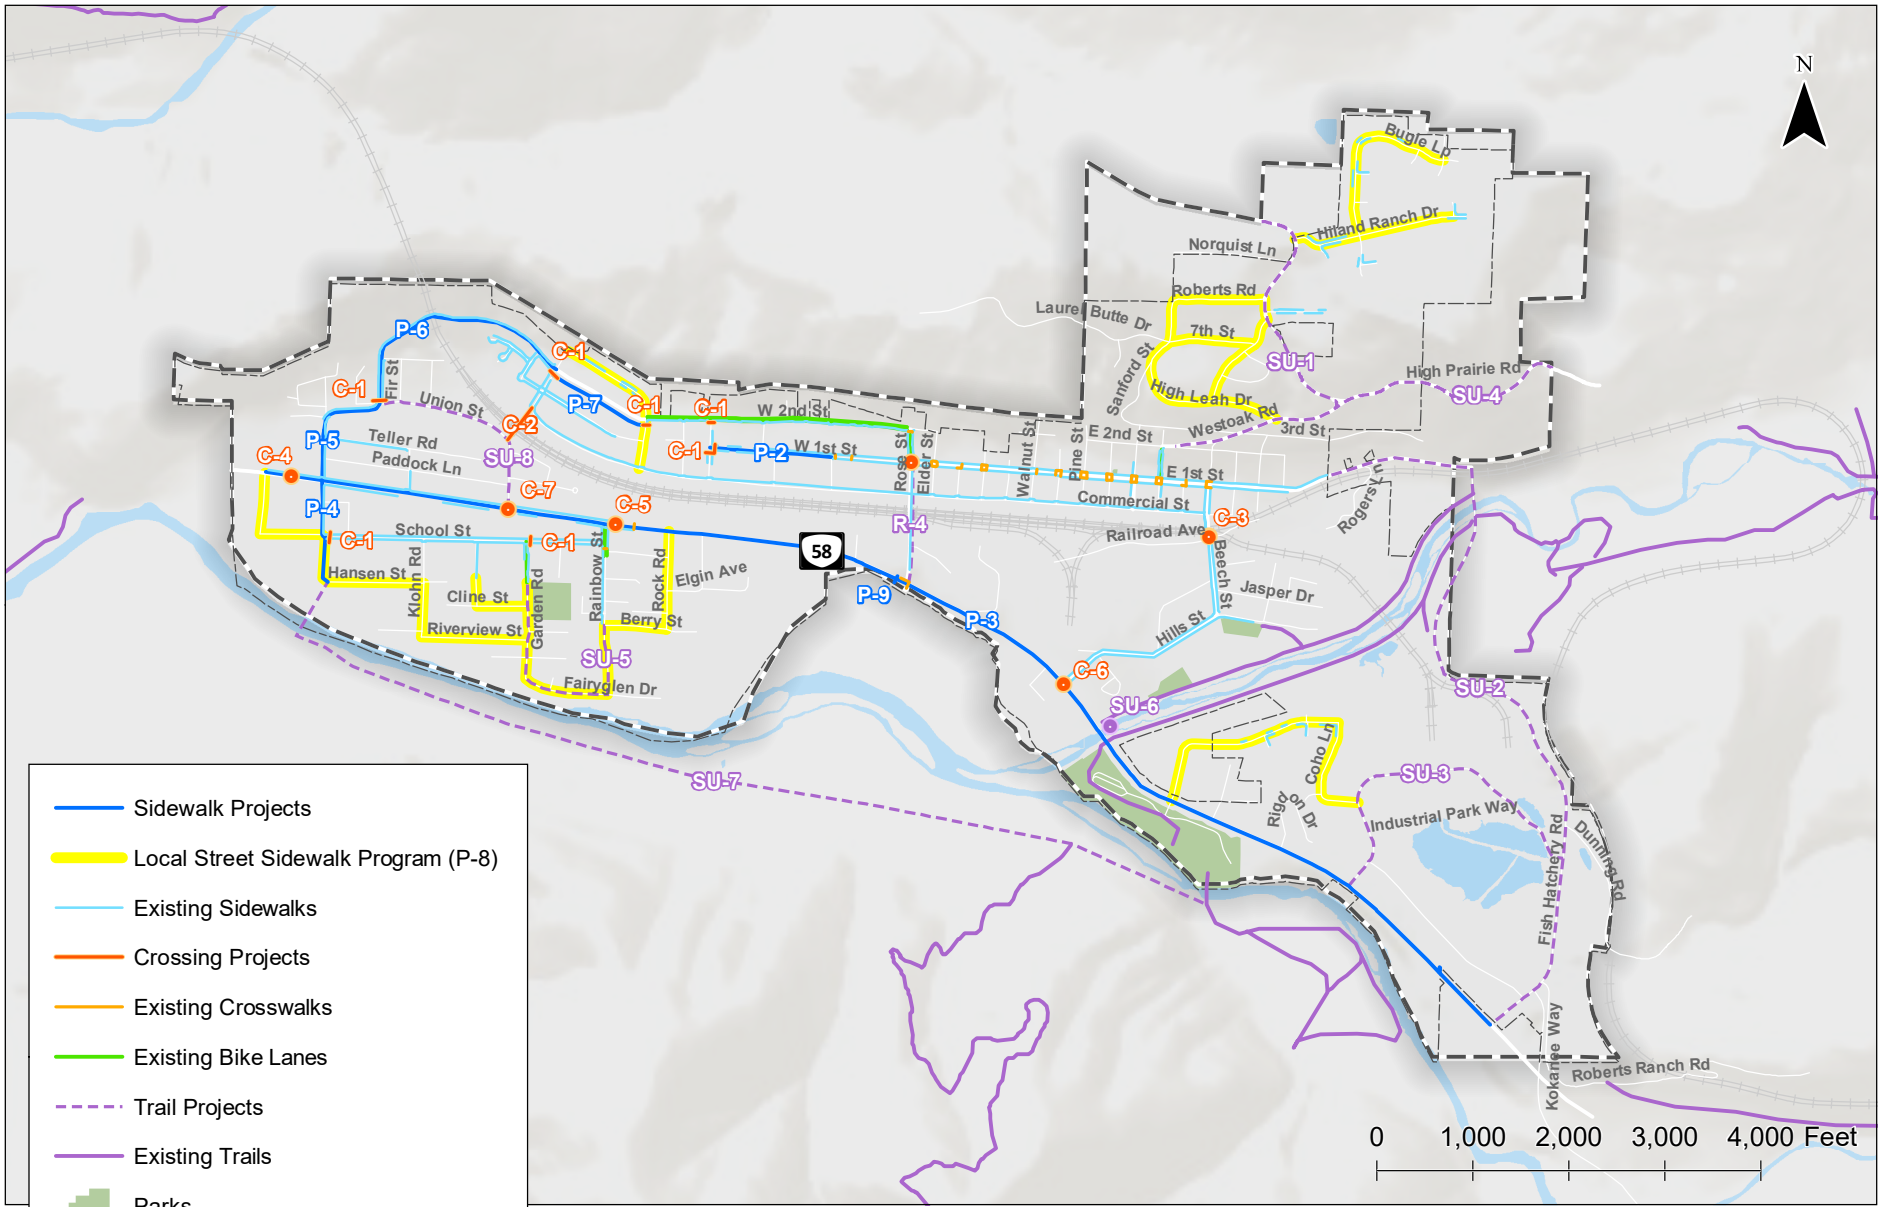 N
Bugle Lp
Hiland Ranch Dr
Norquist Ln
Roberts Rd
Laurel Butte Dr
7th St
SU-1
High Prairie Rd
SU-4
Sanford St
High Leah Dr
Westoak Rd
3rd St
E 2nd St
P-6
C-1
C-1
Fir St
Union St
P-7
C-1
C-1
W 2nd St
C-2
P-5
Teller Rd
C-4
Paddock Ln
SU-8
C-1
P-2
W 1st St
Rose St
Elder St
Walnut St
Pine St
E 1st St
Rogers Ln
C-7
C-5
Commercial St
P-4
R-4
C-3
School St
C-1
C-1
58
Railroad Ave
Hansen St
Klohn Rd
Cline St
Garden Rd
Rainbow St
Rock Rd
Elgin Ave
P-9
Beech St
Jasper Dr
Riverview St
Berry St
P-3
Hills St
SU-5
C-6
Fairyglen Dr
SU-2
SU-6
SU-7
Coho Ln
SU-3
Rigdon Dr
Industrial Park Way
Fish Hatchery Rd
Dunning Rd
Kokanee Way
Roberts Ranch Rd
Sidewalk Projects
Local Street Sidewalk Program (P-8)
Existing Sidewalks
Crossing Projects
Existing Crosswalks
Existing Bike Lanes
Trail Projects
Existing Trails
Parks
0 1,000 2,000 3,000 4,000 Feet